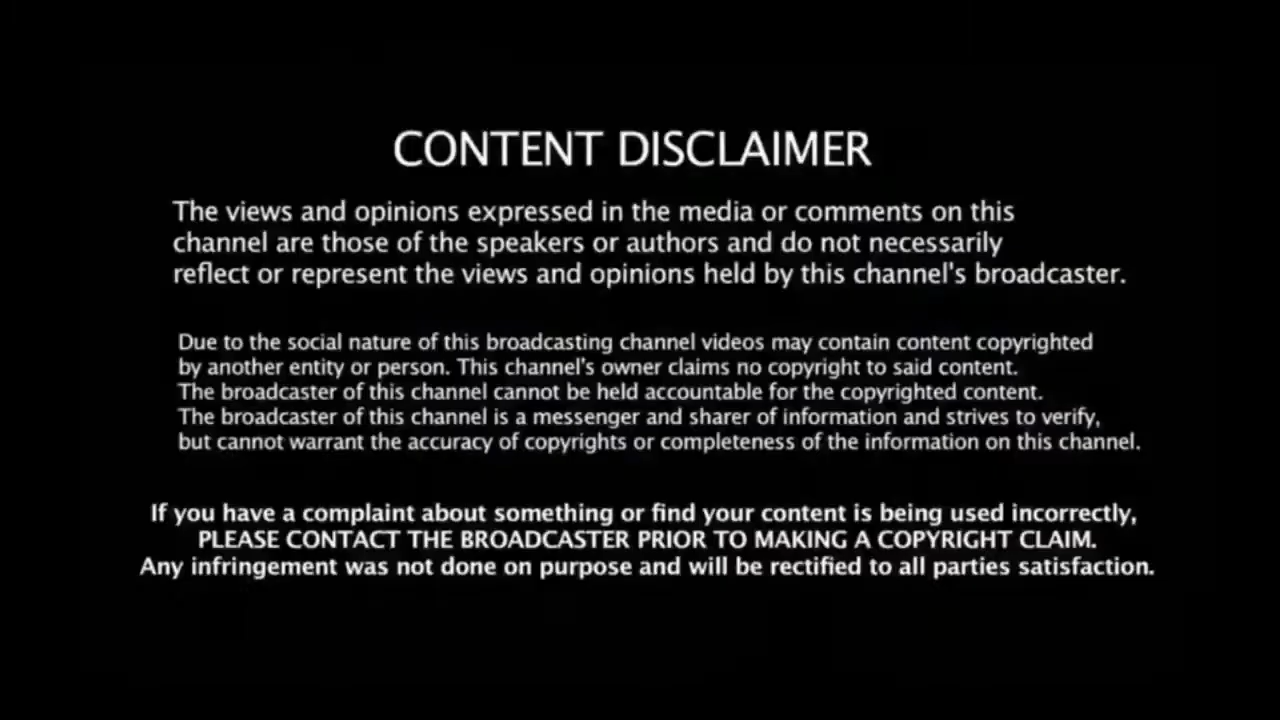 CONTENT DISCLAIMER
The views and opinions expressed in the media or comments on this
channel are those of the speakers or authors and do not necessarily
reflect or represent the views and opinions held by this channel's broadcaster.
Due to the social nature of this broadcasting channel videos may contain content copyrighted
by another entity or person. This channel's owner claims no copyright to said content.
The broadcaster of this channel cannot be held accountable for the copyrighted content.
The broadcaster of this channel is a messenger and sharer of information and strives to verify,
but cannot warrant the accuracy of copyrights or completeness of the information on this channel.
If you have a complaint about something or find your content is being used incorrectly,
PLEASE CONTACT THE BROADCASTER PRIOR TO MAKING A COPYRIGHT CLAIM.
Any infringement was not done on purpose and will be rectified to all parties satisfaction.